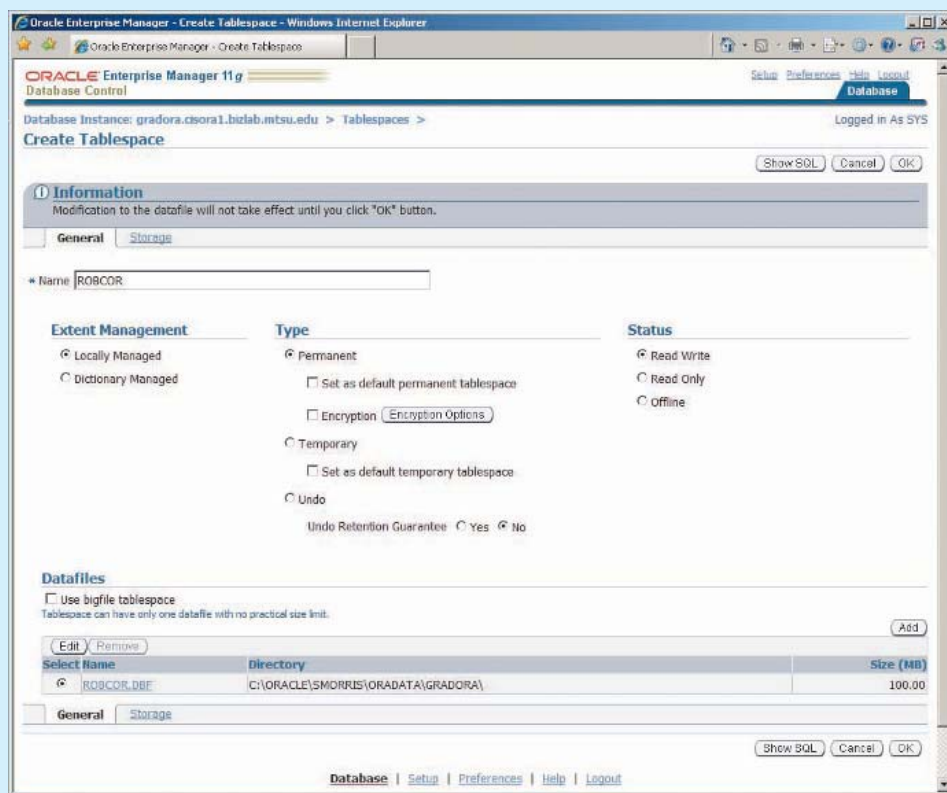 Oracle Enterprise Manager - Create Tablespace - Windows Internet Explorer
Oracle Enterprise Manager - Create Tablespace
ORACLE Enterprise Manager 11g
Database Control
Setup Preferences Help Logout
Database
Database Instance: gradora.cisora1.bizlab.mtsu.edu > Tablespaces >
Logged in As SYS
Create Tablespace
Show SQL Cancel OK
Information
Modification to the datafile will not take effect until you click "OK" button.
General Storage
* Name ROBCOR
Extent Management Type Status
Locally Managed Permanent Read Write
Dictionary Managed Set as default permanent tablespace Read Only
Encryption Encryption Options Offline
Temporary
Set as default temporary tablespace
Undo
Undo Retention Guarantee Yes No
Datafiles
Use bigfile tablespace
Tablespace can have only one datafile with no practical size limit.
Add
Edit Remove
Select Name Directory Size (MB)
ROBCOR.DBF C:\ORACLE\SMORRIS\ORADATA\GRADORA\ 100.00
General Storage
Show SQL Cancel OK
Database | Setup | Preferences | Help | Logout